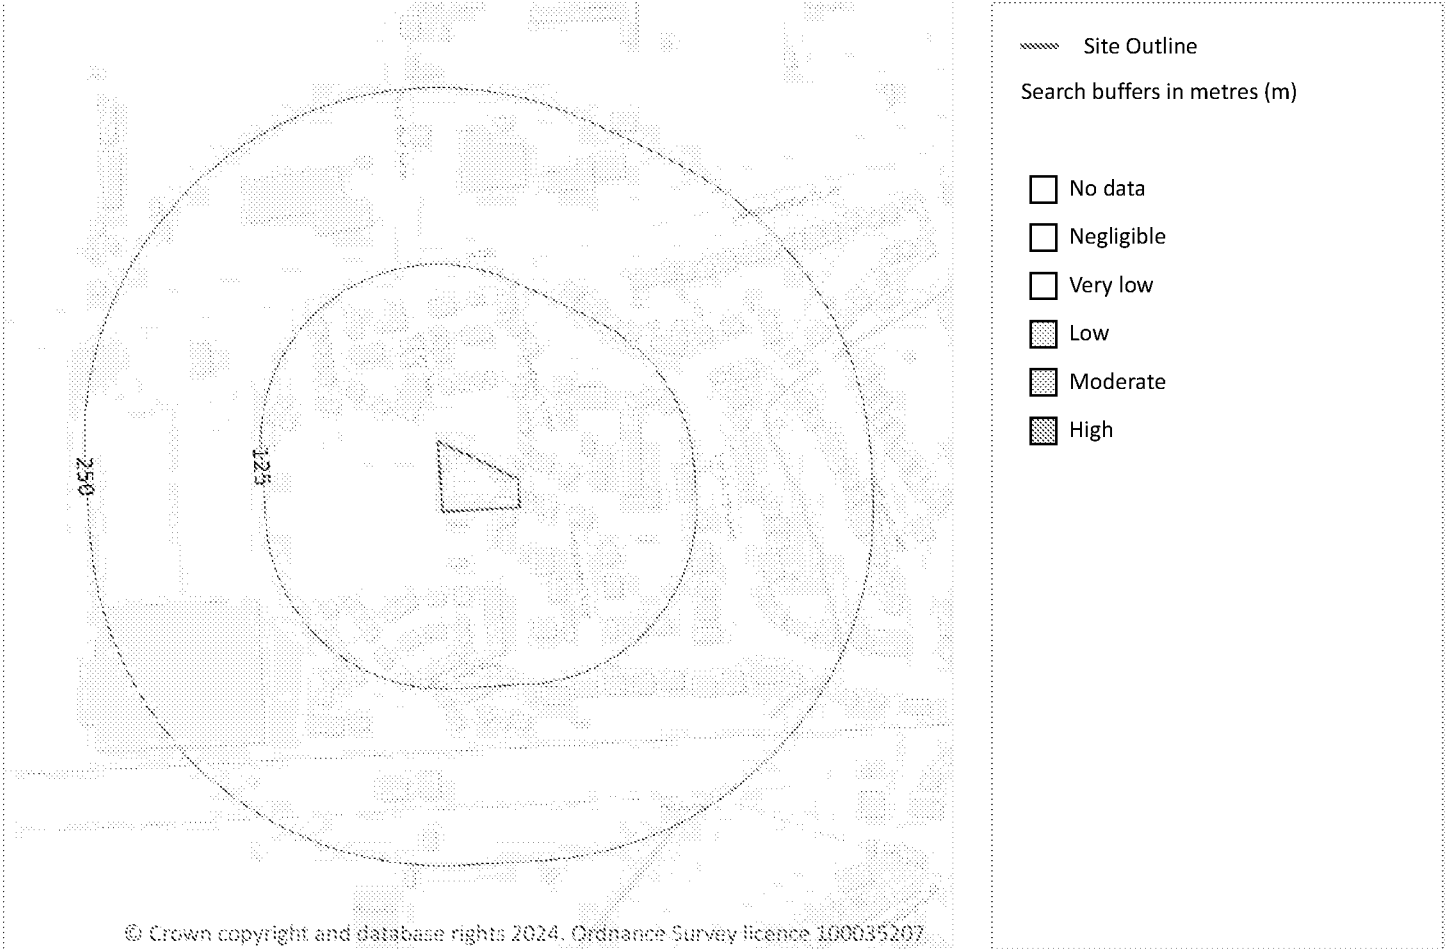 Site Outline
Search buffers in metres (m)
No data
Negligible
Very low
Low
Moderate
High
125
250
© Crown copyright and database rights 2024. Ordnance Survey licence 100035207.